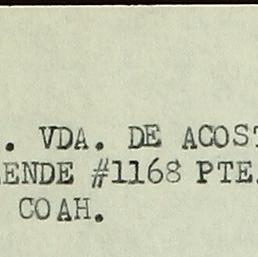 . VDA. DE ACOST
ENDE #1168 PTE.
COAH.